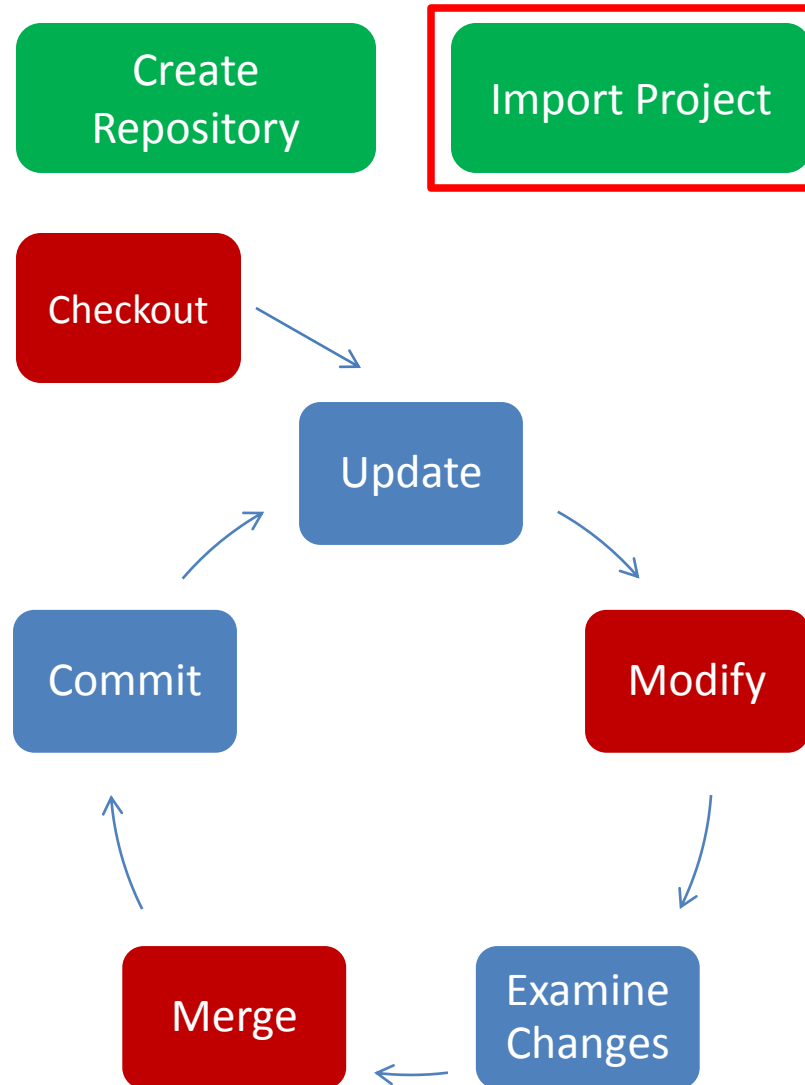 Create
Repository
Import Project
Checkout
Update
Commit
Modify
Merge
Examine
Changes